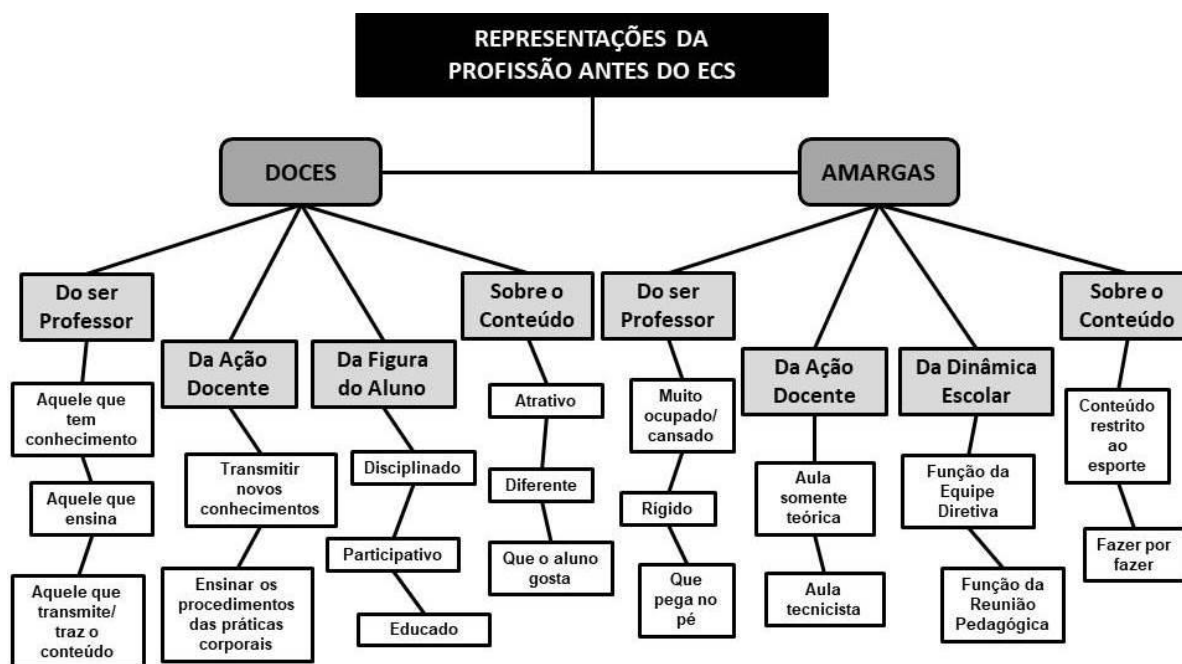 REPRESENTAÇÕES DA
PROFISSÃO ANTES DO ECS
DOCES
AMARGAS
Do ser
Professor
Aquele que
tem
conhecimento
Aquele que
ensina
Aquele que
transmite/
traz o
conteúdo
Da Ação
Docente
Transmitir
novos
conhecimentos
Ensinar os
procedimentos
das práticas
corporais
Da Figura
do Aluno
Disciplinado
Participativo
Educado
Sobre o
Conteúdo
Atrativo
Diferente
Que o aluno
gosta
Do ser
Professor
Muito
ocupado/
cansado
Rígido
Que
pega no
pé
Da Ação
Docente
Aula
somente
teórica
Aula
tecnicista
Da Dinâmica
Escolar
Função da
Equipe
Diretiva
Função da
Reunião
Pedagógica
Sobre o
Conteúdo
Conteúdo
restrito
ao
esporte
Fazer por
fazer